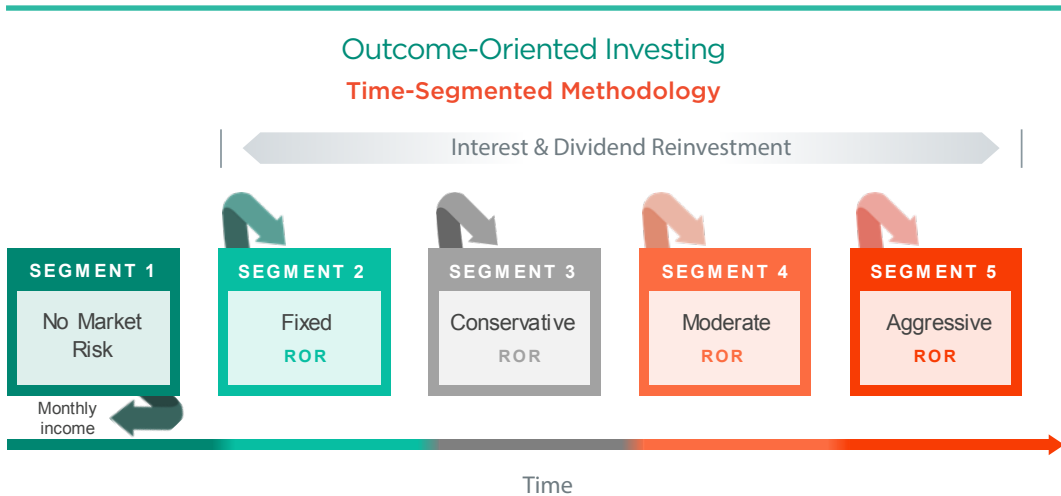 Outcome-Oriented Investing
Time-Segmented Methodology
Interest & Dividend Reinvestment
SEGMENT 1
No Market
Risk
SEGMENT 2
Fixed
ROR
SEGMENT 3
Conservative
ROR
SEGMENT 4
Moderate
ROR
SEGMENT 5
Aggressive
ROR
Monthly
income
Time